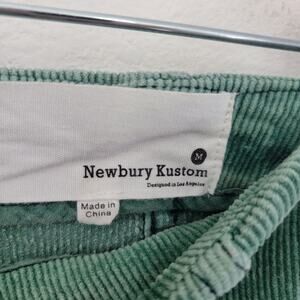 M
Newbury Kustom
Designed in Los Angeles
Made in
China